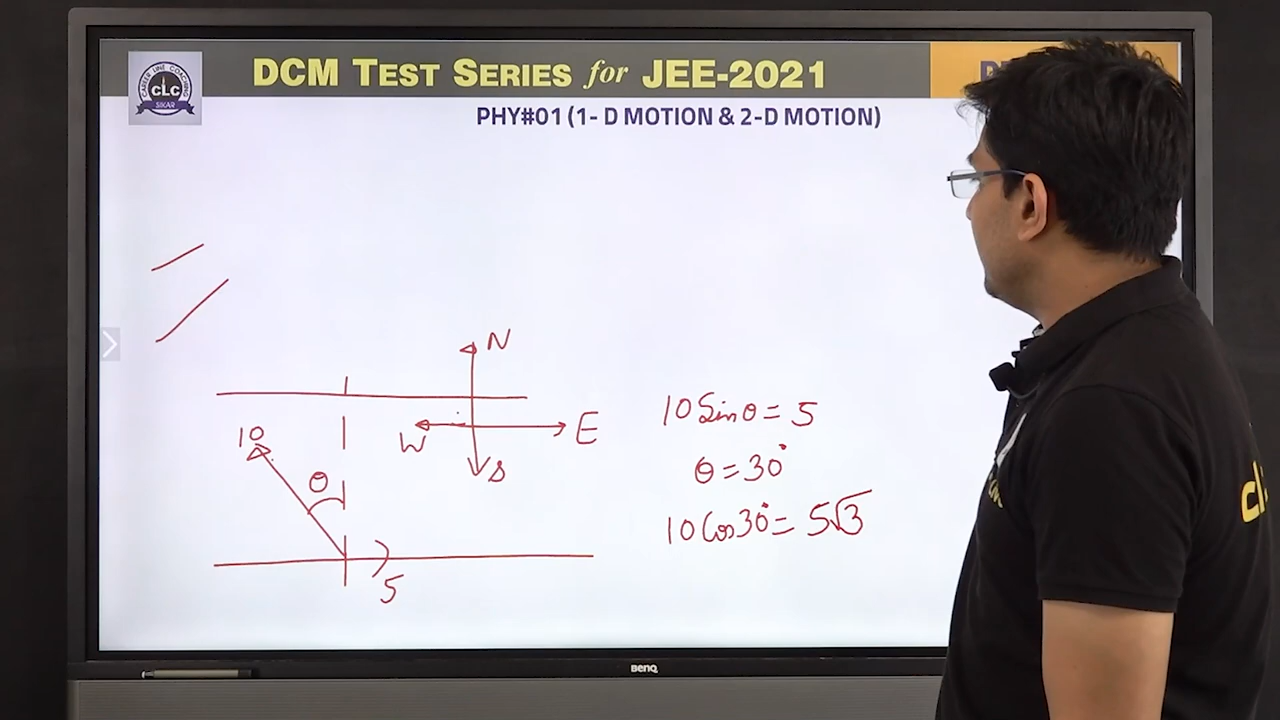 DCM TEST SERIES for JEE-2021
CAREER LINE COACHING
CLC
SIKAR
PHY#01 (1- D MOTION & 2-D MOTION)
N
W
E
S
10
θ
5
10 Sinθ = 5
θ = 30°
10 Cos30° = 5√3
BENQ